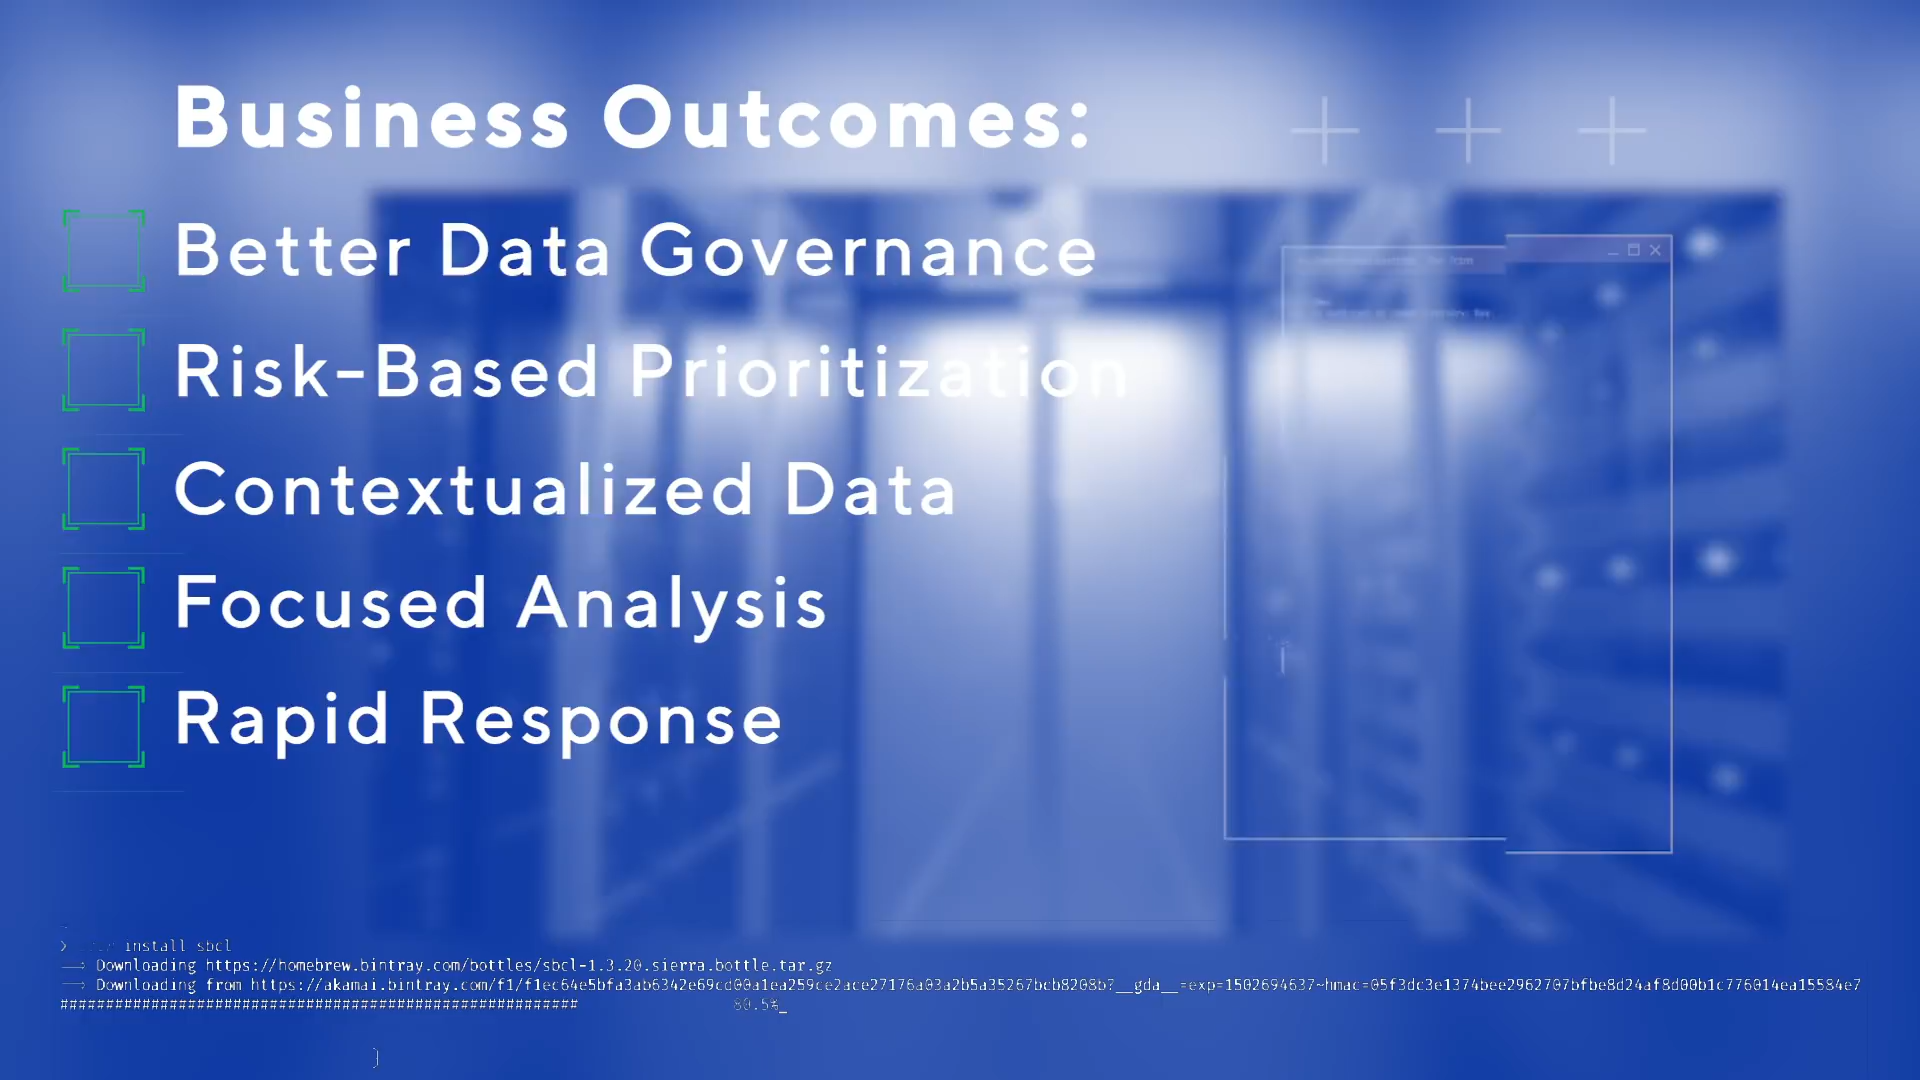 Business Outcomes:
Better Data Governance
Risk-Based Prioritization
Contextualized Data
Focused Analysis
Rapid Response
> install sbcl
==> Downloading https://homebrew.bintray.com/bottles/sbcl-1.3.20.sierra.bottle.tar.gz
==> Downloading from https://akamai.bintray.com/f1/f1ec64e5bfa3ab6342e69cd00a1ea259ce2ace27176a03a2b5a35267bcb8208b?__gda__=exp=1502694637~hmac=05f3dc3e1374bee2962707bfbe8d24af8d00b1c776014ea15584e7
######################################################### 80.5%_
}